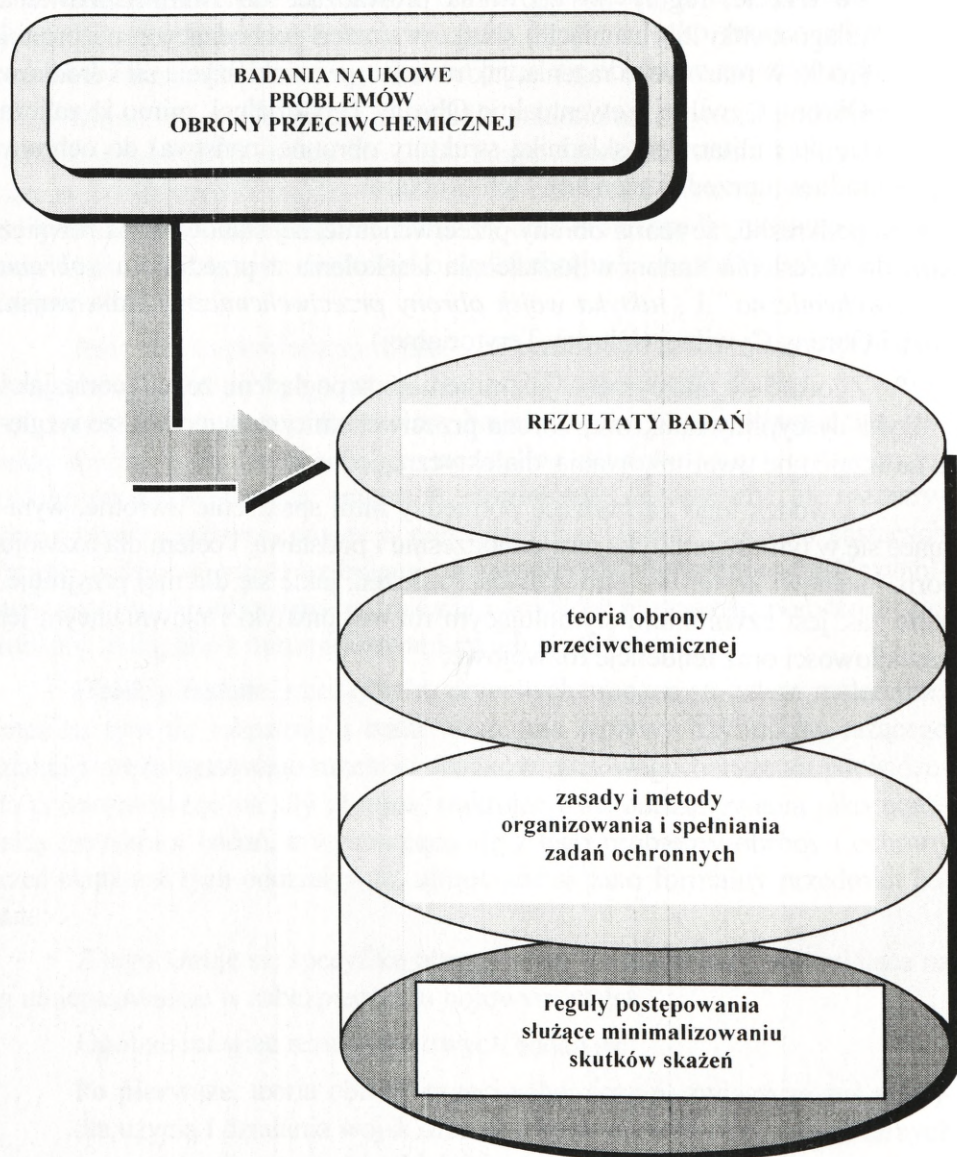 BADANIA NAUKOWE
PROBLEMÓW
OBRONY PRZECIWCHEMICZNEJ
REZULTATY BADAŃ
teoria obrony
przeciwchemicznej
zasady i metody
organizowania i spełniania
zadań ochronnych
reguły postępowania
służące minimalizowaniu
skutków skażeń